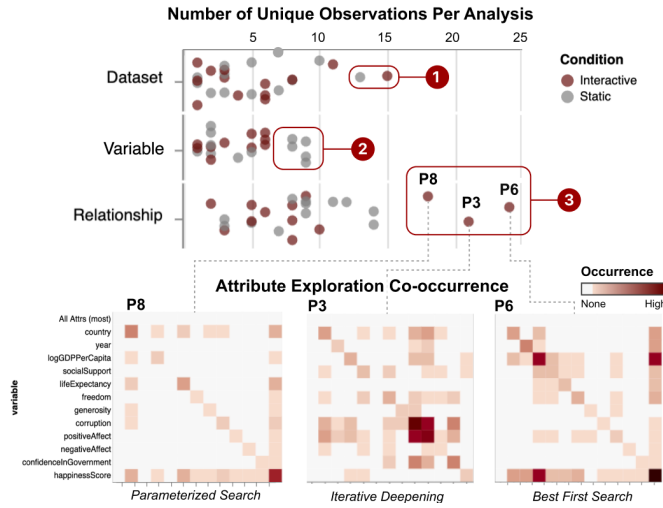 Number of Unique Observations Per Analysis
5 10 15 20 25
Condition
Interactive
Static
Dataset
1
Variable
2
Relationship
P8
P3
P6
3
Attribute Exploration Co-occurrence
Occurrence
None High
P8
P3
P6
variable
All Attrs (most)
country
year
logGDPPerCapita
socialSupport
lifeExpectancy
freedom
generosity
corruption
positiveAffect
negativeAffect
confidenceInGovernment
happinessScore
Parameterized Search
Iterative Deepening
Best First Search